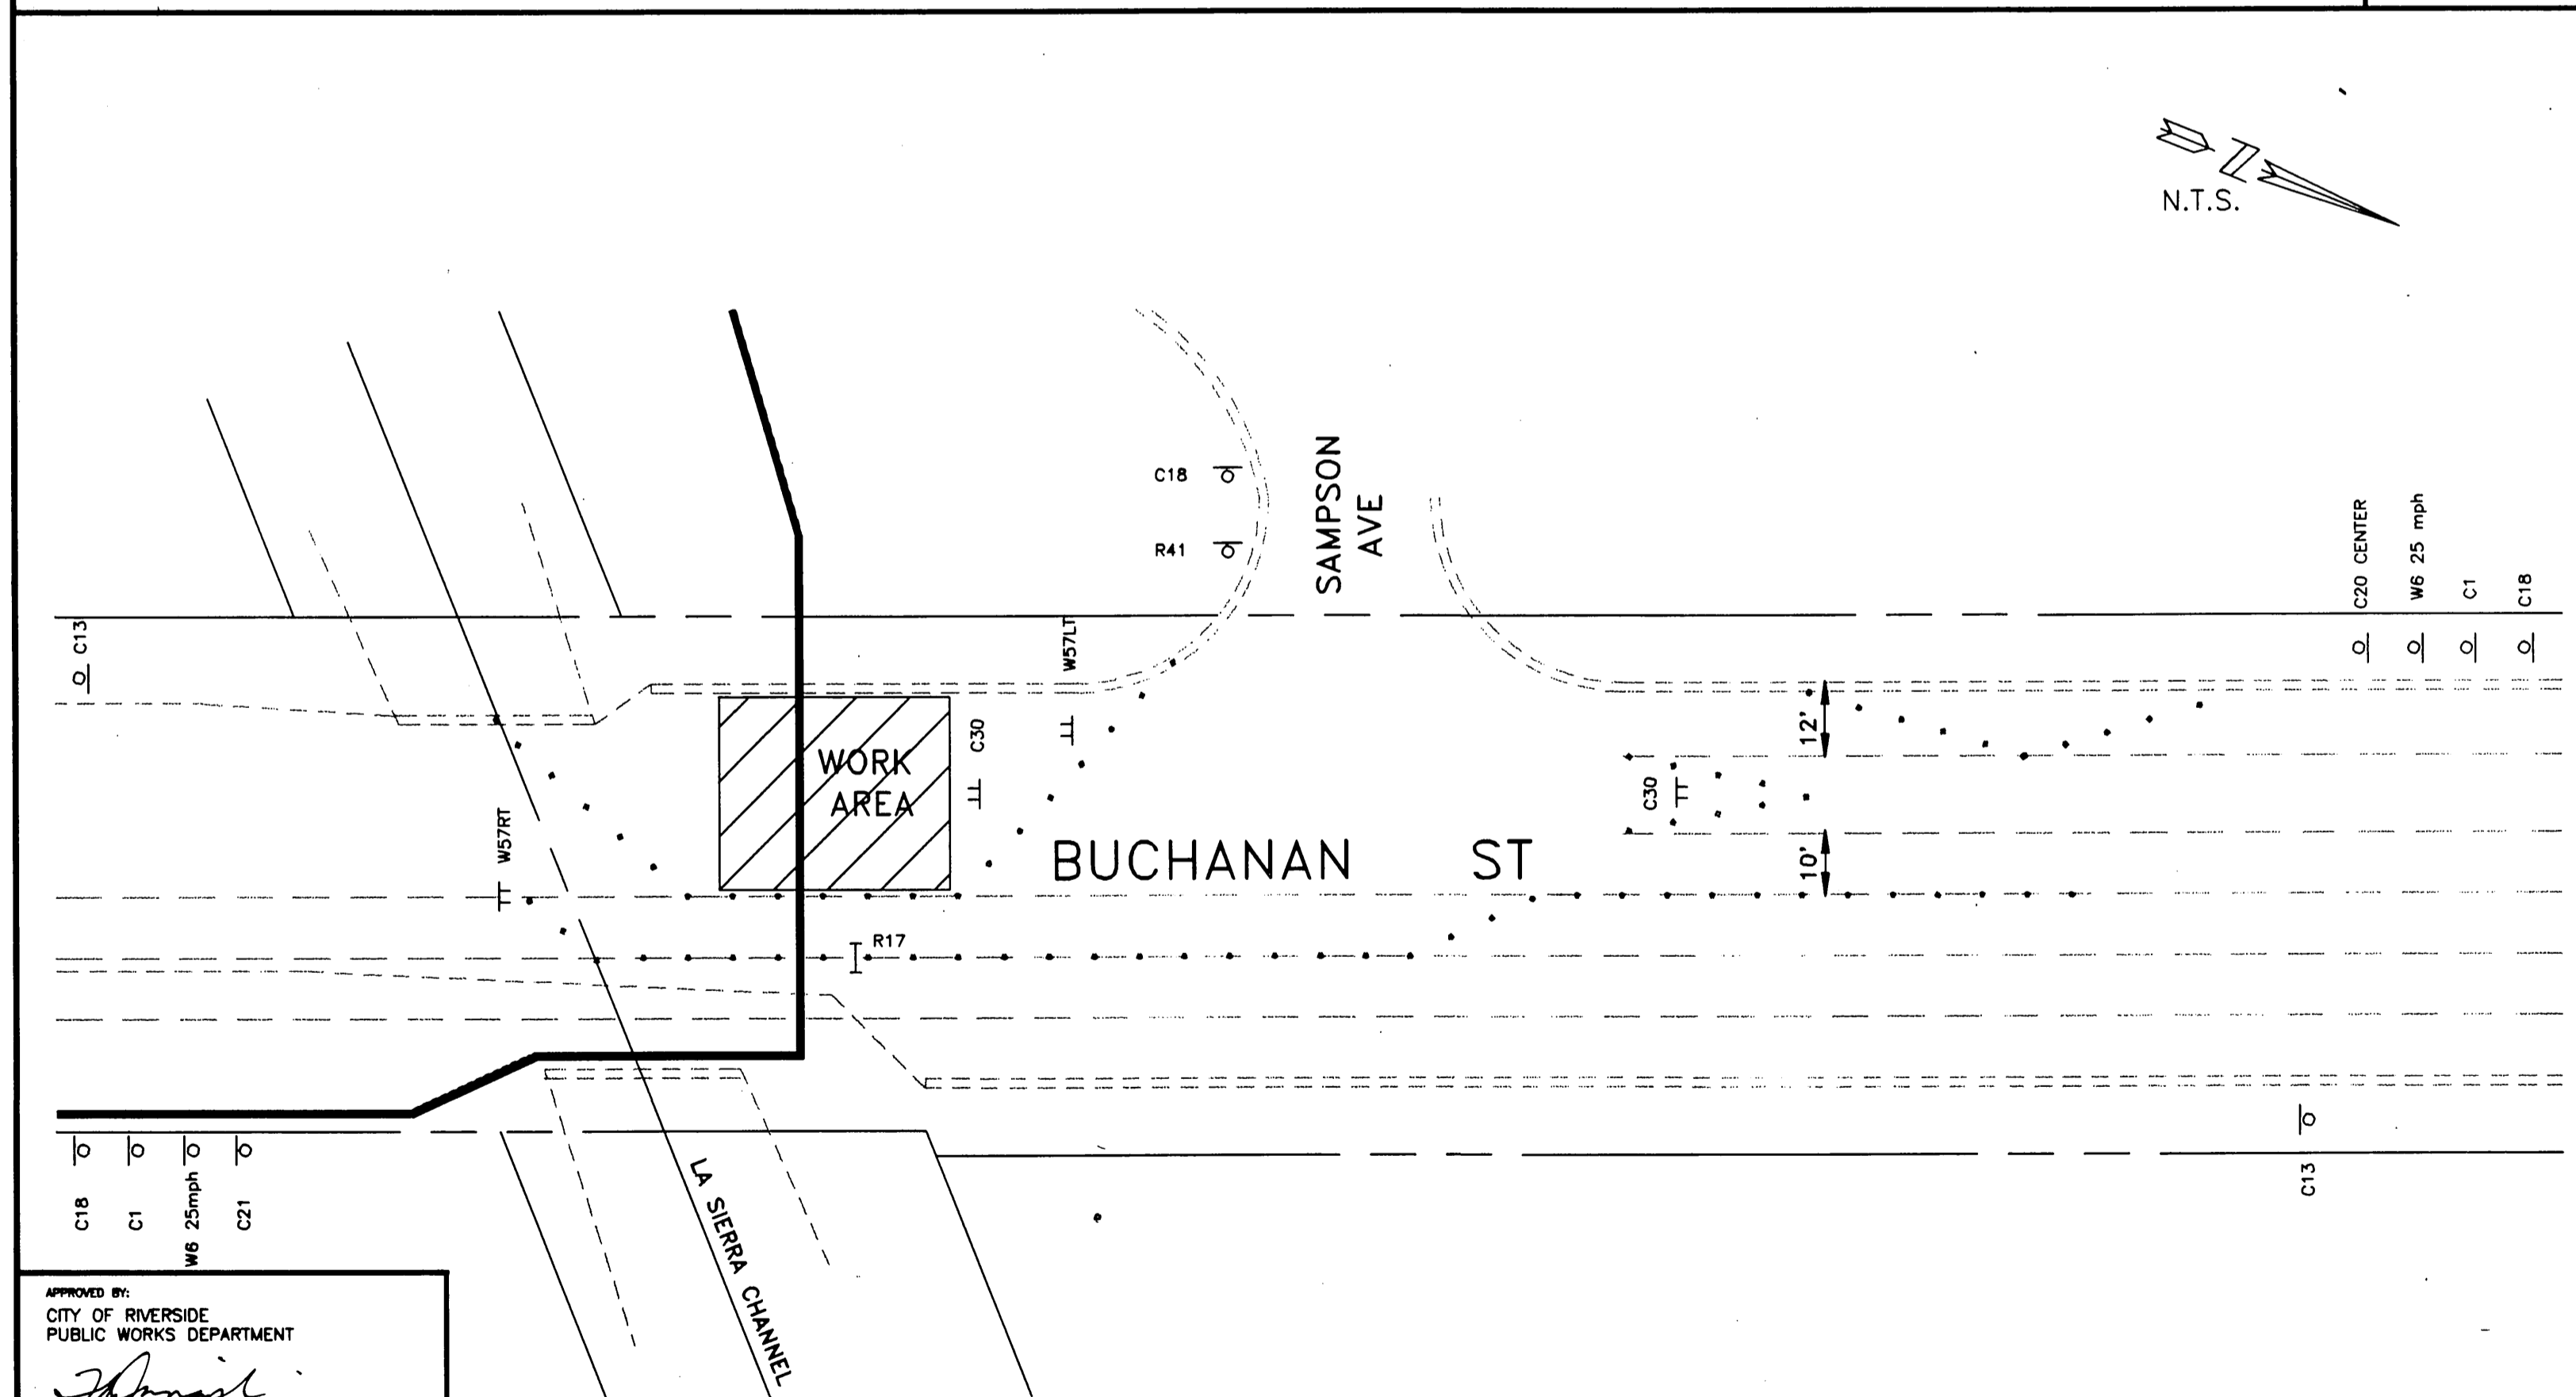 Z
N.T.S.
C18
R41
SAMPSON
AVE
C20 CENTER
W6 25 mph
C1
C18
C13
W57LT
C30
WORK
AREA
12'
C30
W57RT
BUCHANAN ST
10'
R17
C13
C18
C1
W6 25mph
C21
LA SIERRA CHANNEL
APPROVED BY:
CITY OF RIVERSIDE
PUBLIC WORKS DEPARTMENT